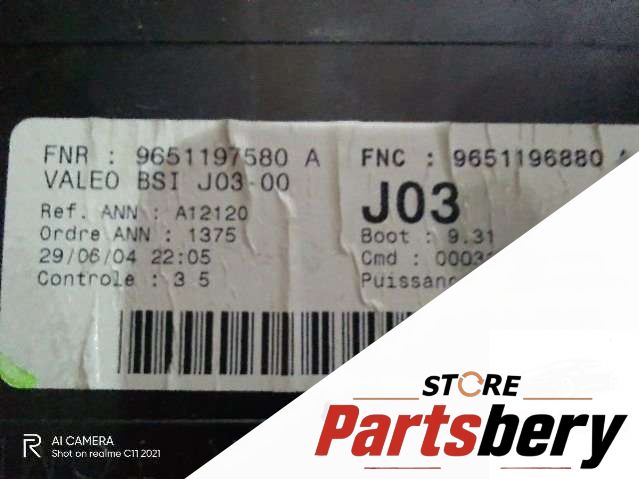 FNR : 9651197580 A
VALEO BSI J03-00
Ref. ANN : A12120
Ordre ANN : 1375
29/06/04 22:05
Controle : 3 5
FNC : 9651196880
J03
Boot : 9.31
Cmd :
STORE
Partsbery
R
AI CAMERA
Shot on realme C11 2021